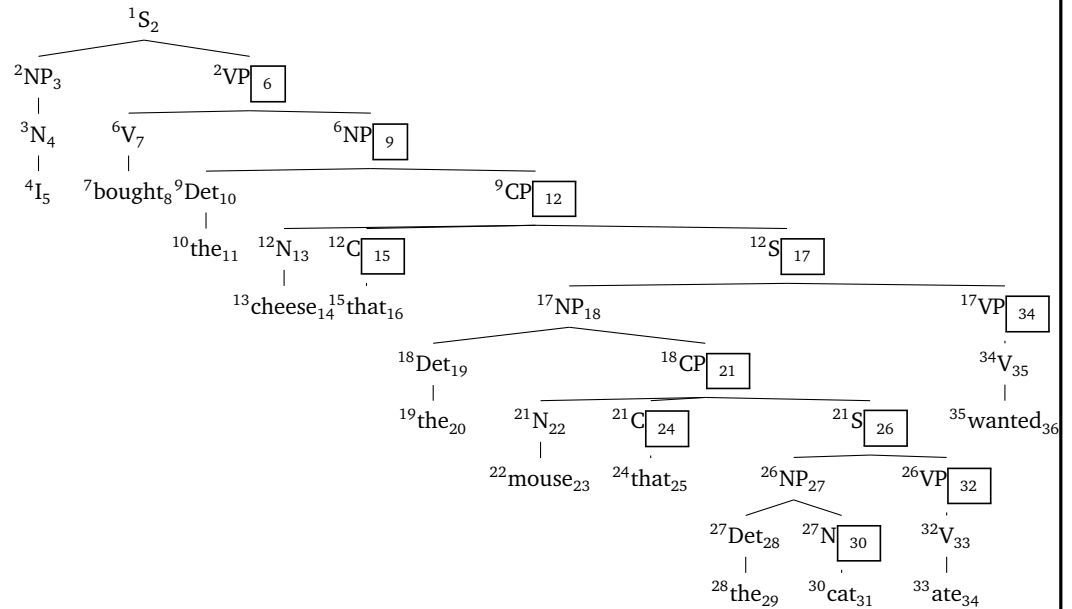 ¹S₂
²NP₃ ²VP 6
³N₄ ⁶V₇ ⁶NP 9
⁴I₅ ⁷bought₈ ⁹Det₁₀ ⁹CP 12
¹⁰the₁₁ ¹²N₁₃ ¹²C 15 ¹²S 17
¹³cheese₁₄ ¹⁵that₁₆ ¹⁷NP₁₈ ¹⁷VP 34
¹⁸Det₁₉ ¹⁸CP 21 ³⁴V₃₅
¹⁹the₂₀ ²¹N₂₂ ²¹C 24 ²¹S 26 ³⁵wanted₃₆
²²mouse₂₃ ²⁴that₂₅ ²⁶NP₂₇ ²⁶VP 32
²⁷Det₂₈ ²⁷N 30 ³²V₃₃
²⁸the₂₉ ³⁰cat₃₁ ³³ate₃₄